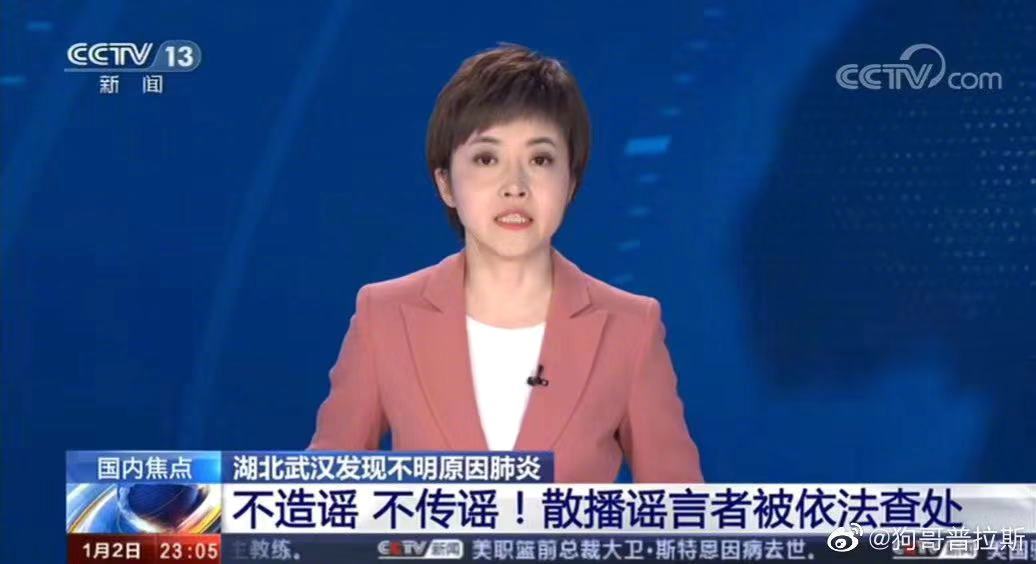 CCTV 13
新闻
CCTV com
国内焦点
湖北武汉发现不明原因肺炎
不造谣 不传谣！散播谣言者被依法查处
@狗哥普拉斯
1月2日 23:05 主教练。 CCTV 新闻 美职篮前总裁大卫·斯特恩因病去世。